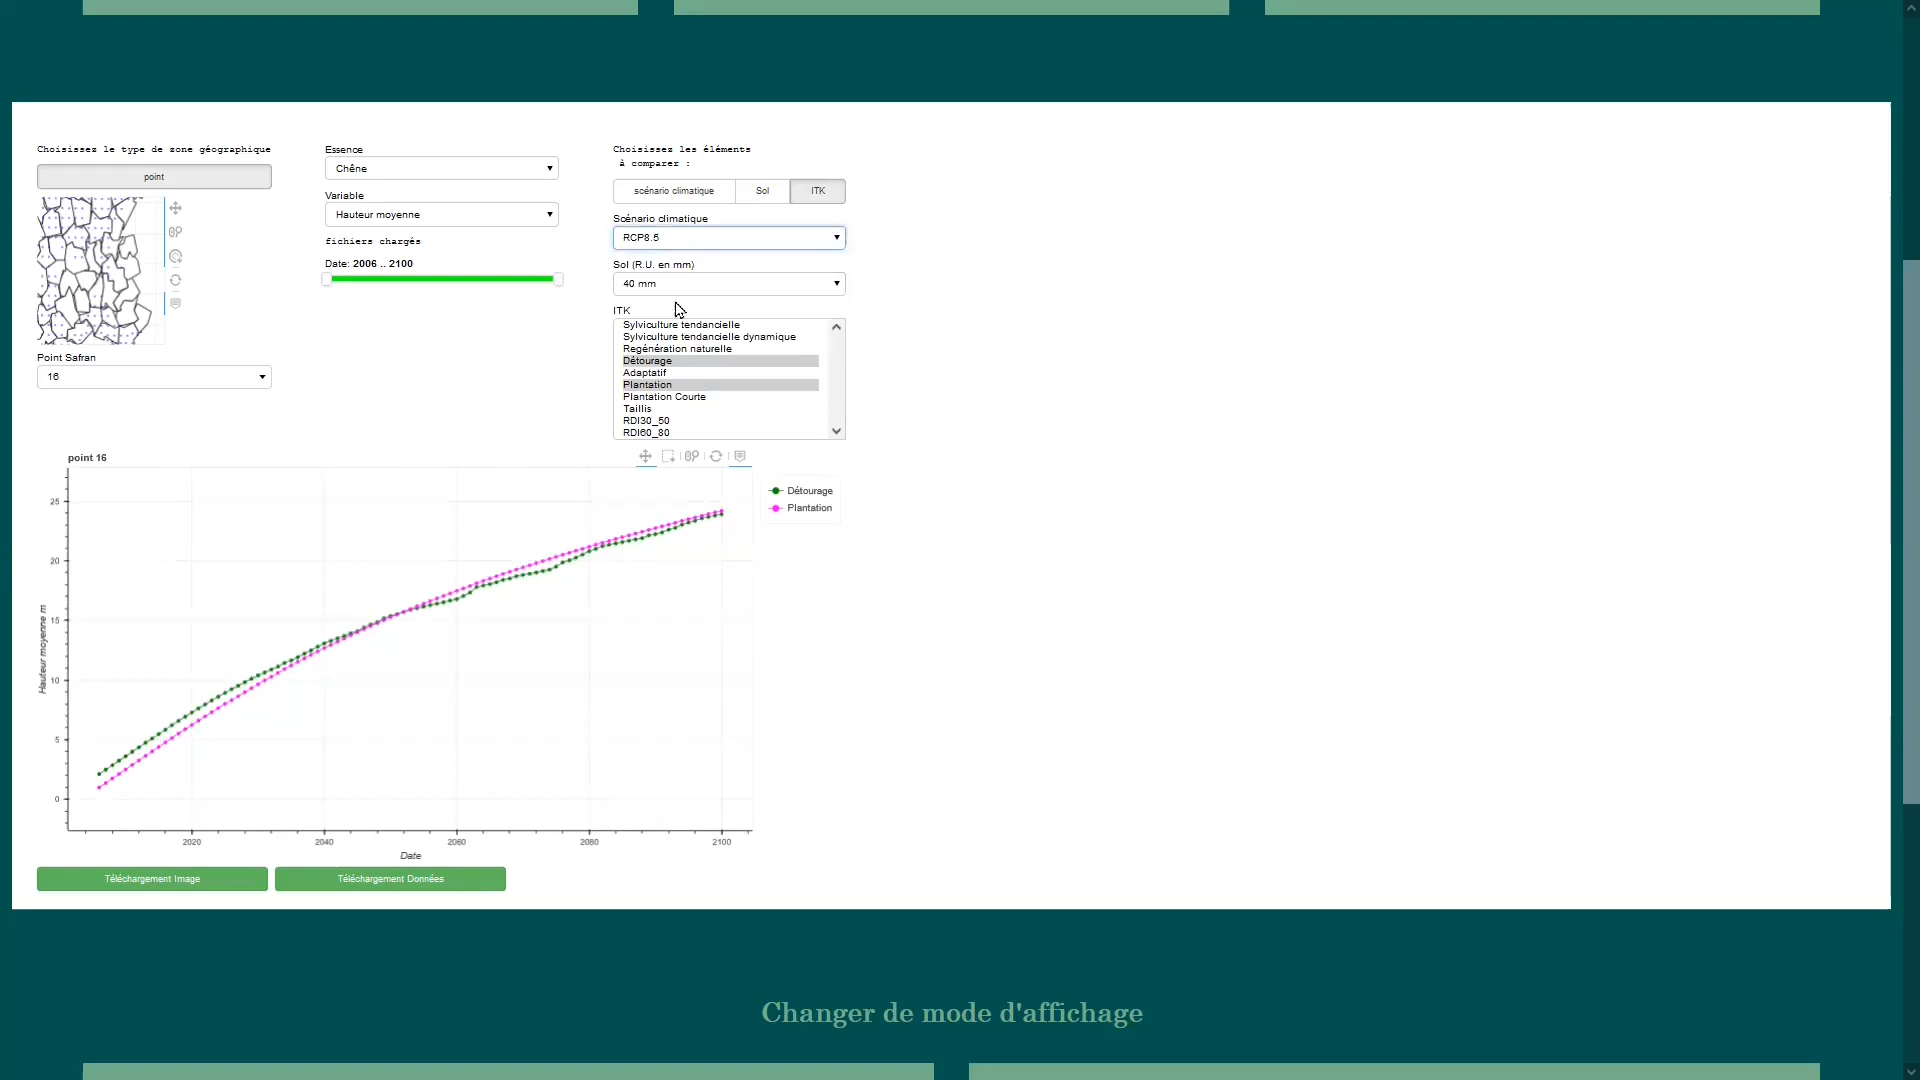 Choisissez le type de zone géographique
point
Point Safran
16
Essence
Chêne
Variable
Hauteur moyenne
fichiers chargés
Date: 2006 .. 2100
Choisissez les éléments
à comparer :
scénario climatique
Sol
ITK
Scénario climatique
RCP8.5
Sol (R.U. en mm)
40 mm
ITK
Sylviculture tendancielle
Sylviculture tendancielle dynamique
Regénération naturelle
Détourage
Adaptatif
Plantation
Plantation Courte
Taillis
RDI30_50
RDI60_80
point 16
Détourage
Plantation
25
20
15
10
5
0
Hauteur moyenne m
2020
2040
2060
2080
2100
Date
Téléchargement Image
Téléchargement Données
Changer de mode d'affichage